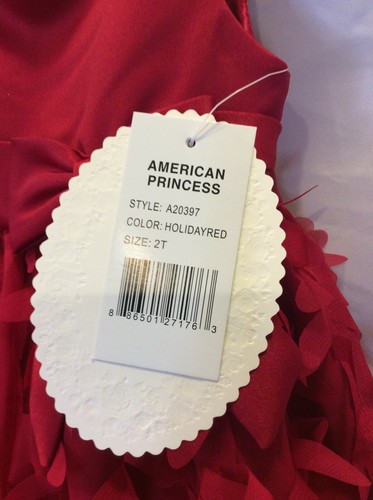 AMERICAN
PRINCESS
STYLE: A20397
COLOR: HOLIDAYRED
SIZE: 2T
8 86501 27176 3